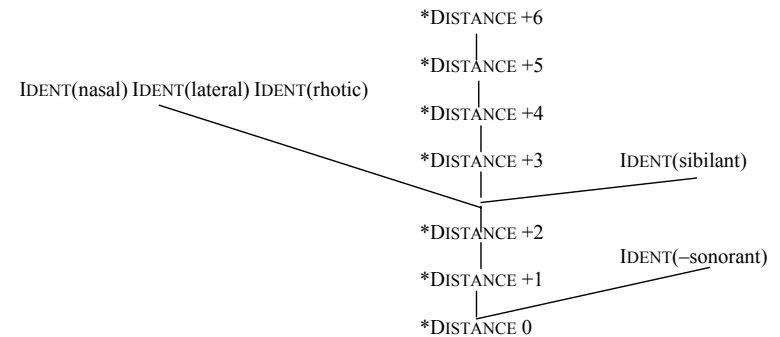 *DISTANCE +6
*DISTANCE +5
IDENT(nasal) IDENT(lateral) IDENT(rhotic)
*DISTANCE +4
*DISTANCE +3
IDENT(sibilant)
*DISTANCE +2
IDENT(–sonorant)
*DISTANCE +1
*DISTANCE 0